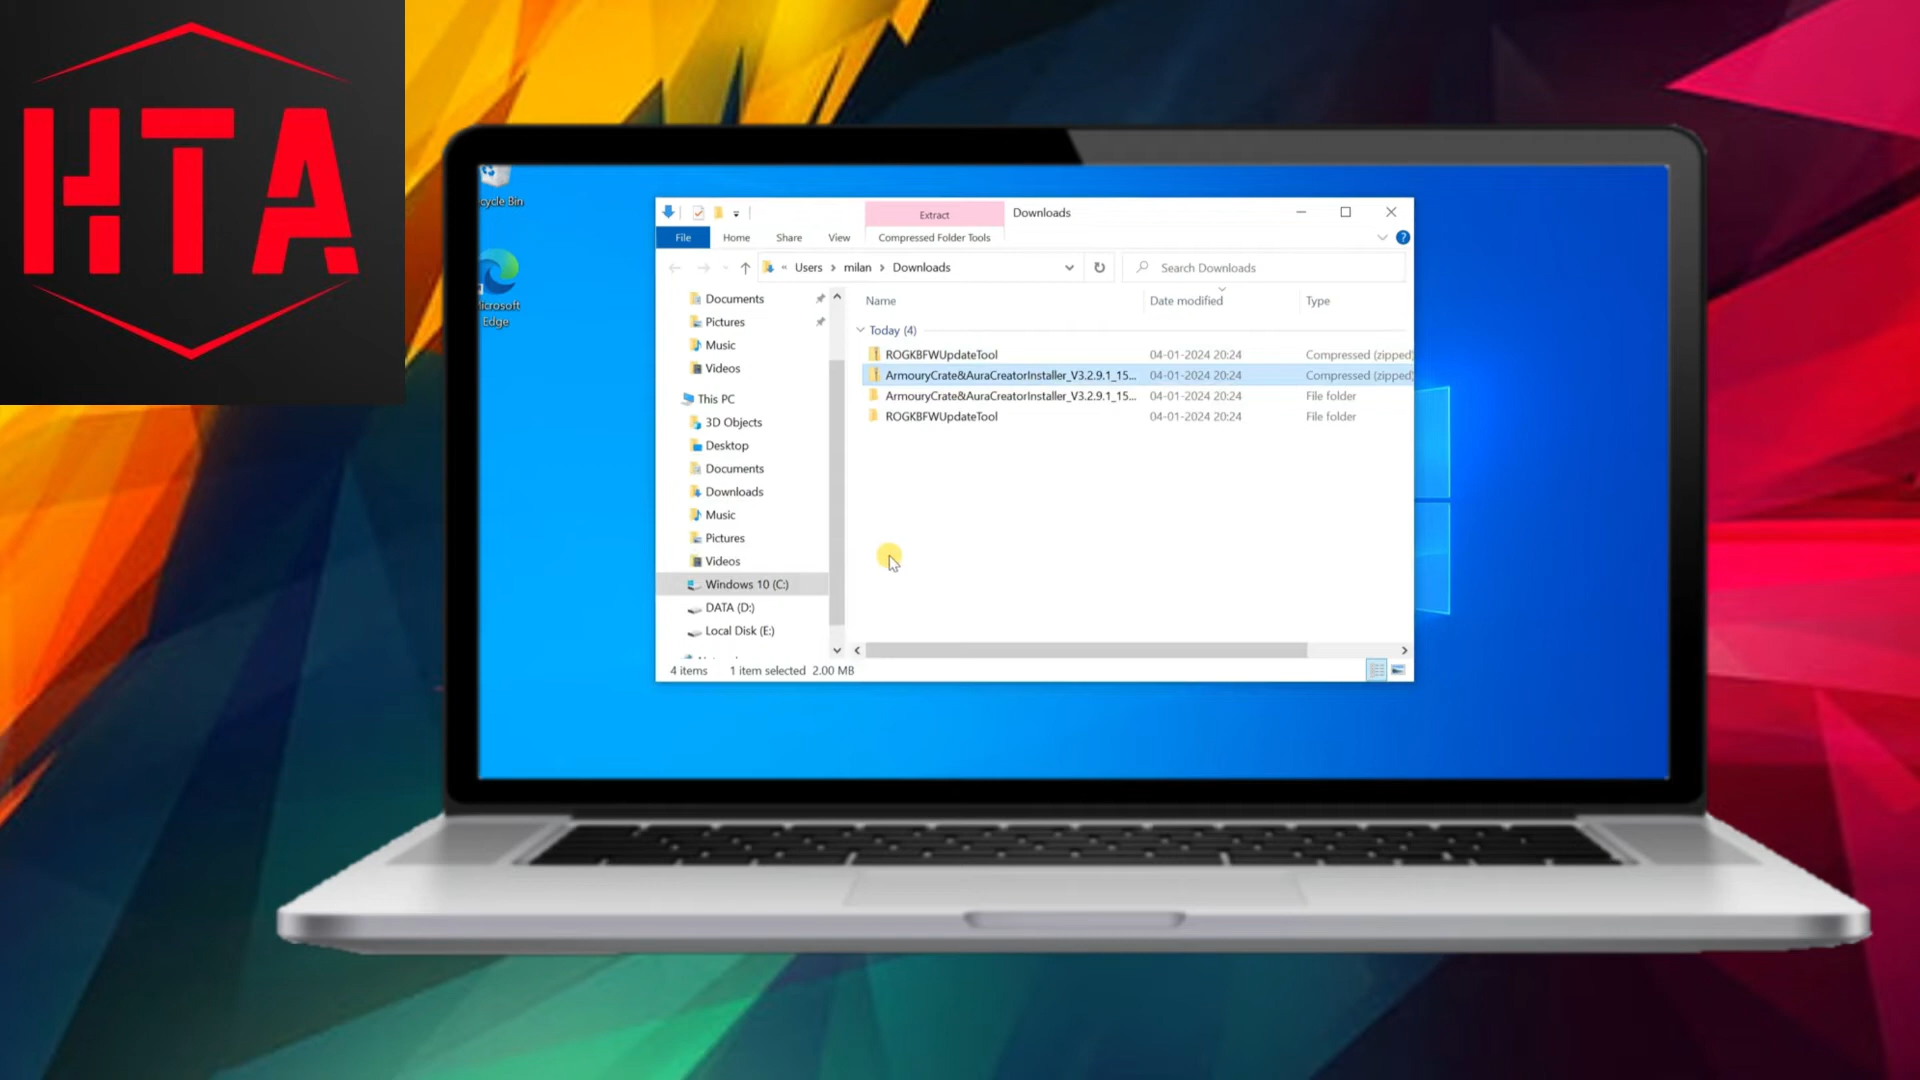 HTA
cycle Bin
Microsoft
Edge
Extract
Downloads
File
Home
Share
View
Compressed Folder Tools
?
« Users > milan > Downloads
Search Downloads
Documents
Pictures
Music
Videos
This PC
3D Objects
Desktop
Documents
Downloads
Music
Pictures
Videos
Windows 10 (C:)
DATA (D:)
Local Disk (E:)
Name
Date modified
Type
Today (4)
ROGKBFWUpdateTool 04-01-2024 20:24 Compressed (zipped)
ArmouryCrate&AuraCreatorInstaller_V3.2.9.1_15... 04-01-2024 20:24 Compressed (zipped)
ArmouryCrate&AuraCreatorInstaller_V3.2.9.1_15... 04-01-2024 20:24 File folder
ROGKBFWUpdateTool 04-01-2024 20:24 File folder
4 items 1 item selected 2.00 MB